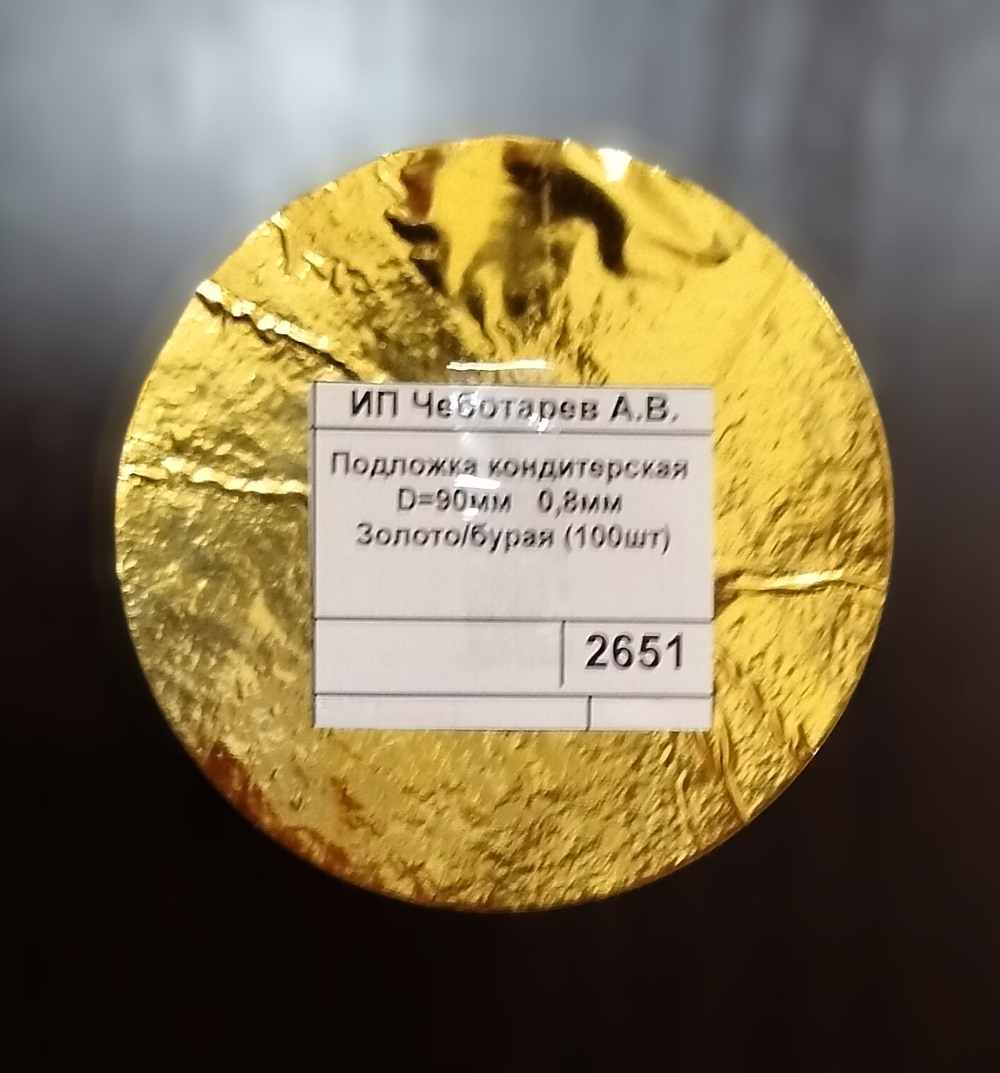 ИП Чеботарев А.В.
Подложка кондитерская
D=90мм 0,8мм
Золото/бурая (100шт)
2651